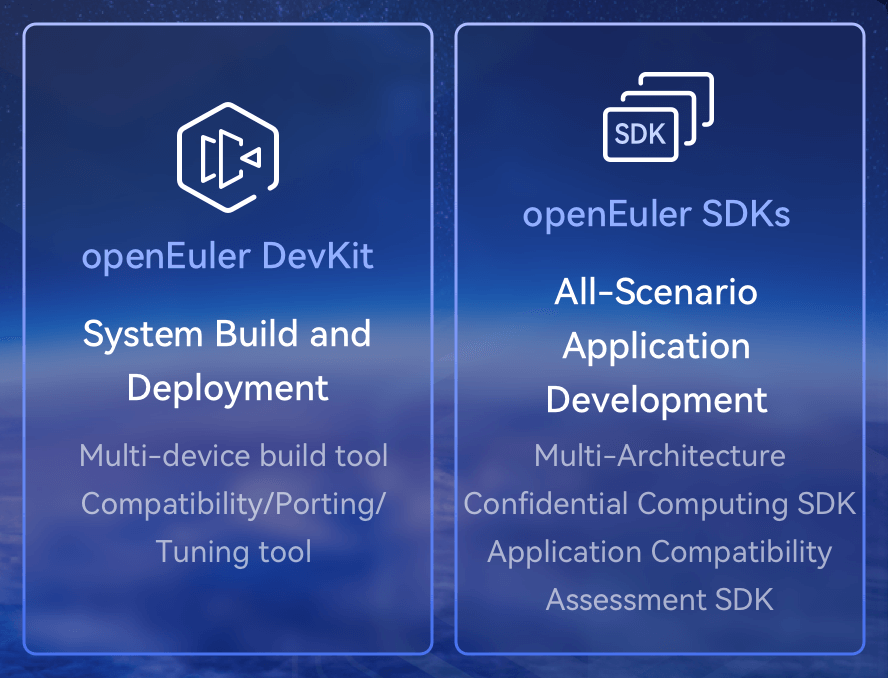 openEuler DevKit
System Build and
Deployment
Multi-device build tool
Compatibility/Porting/
Tuning tool
SDK
openEuler SDKs
All-Scenario
Application
Development
Multi-Architecture
Confidential Computing SDK
Application Compatibility
Assessment SDK